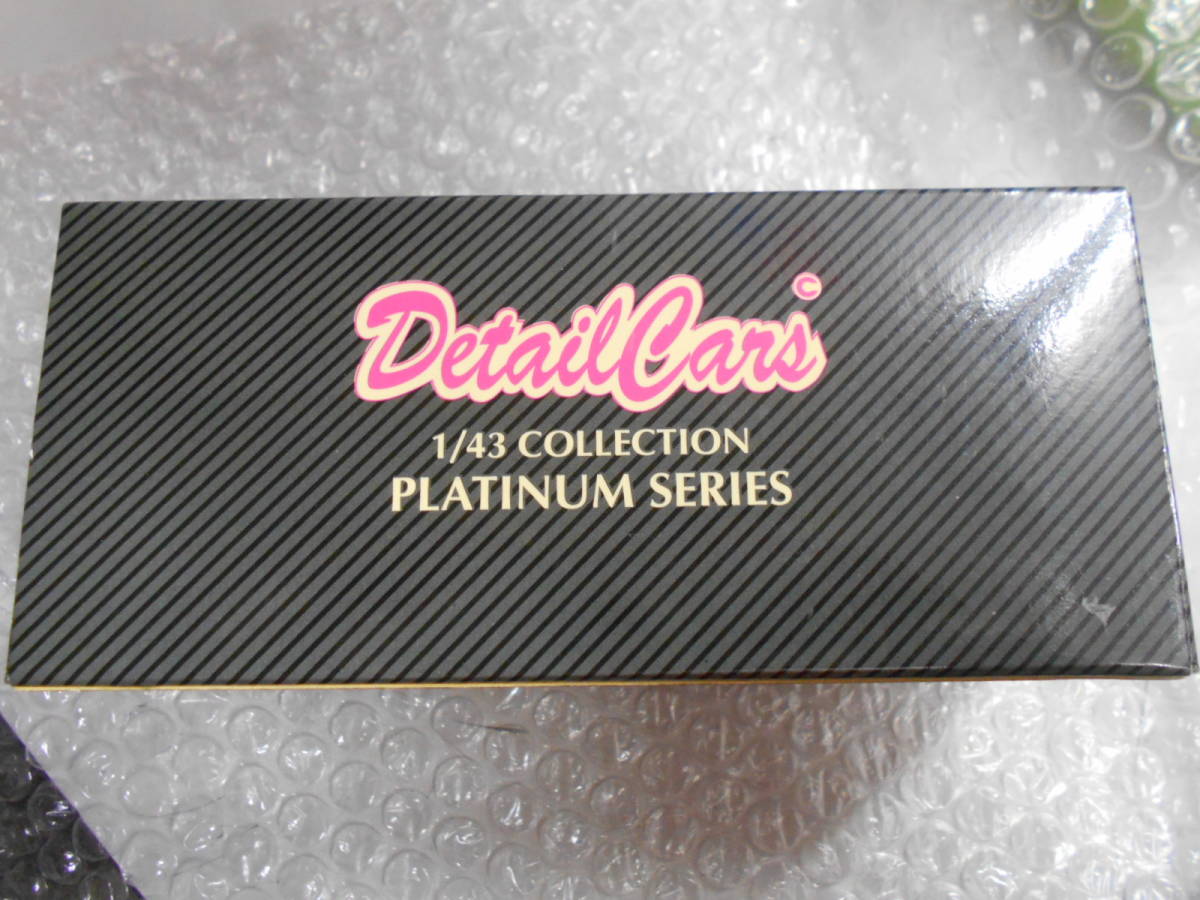 DetailCars ©
1/43 COLLECTION
PLATINUM SERIES